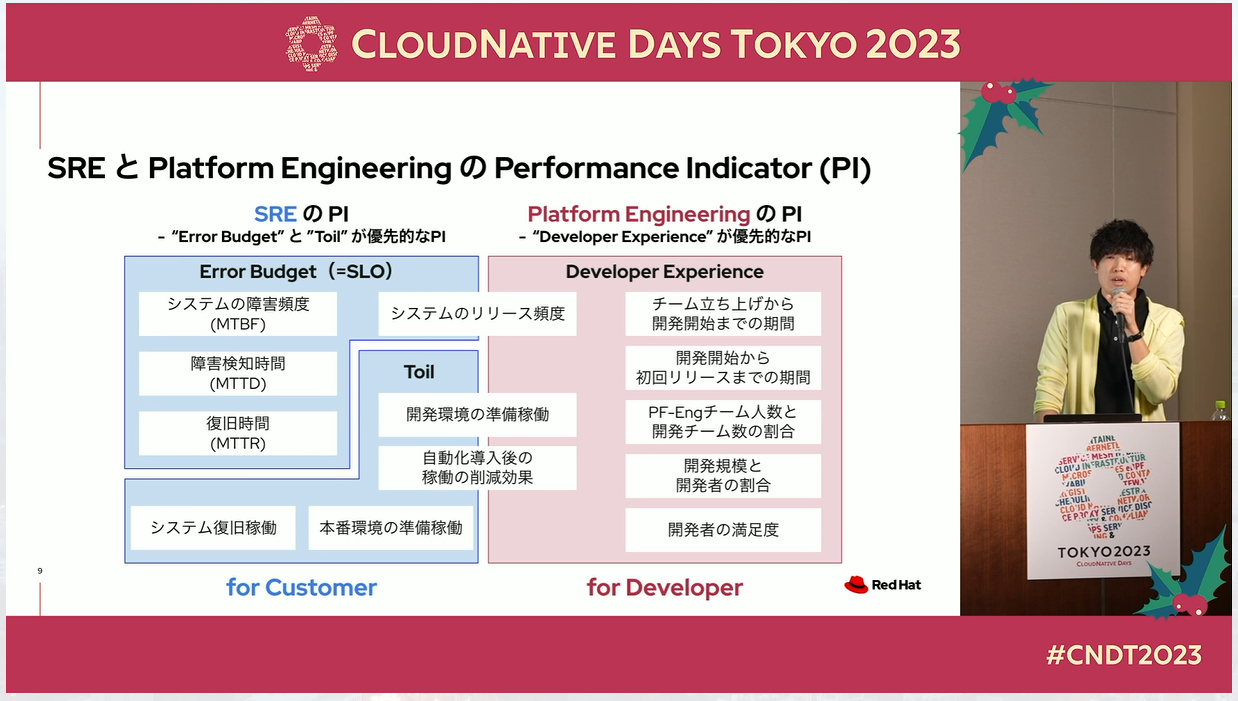 CLOUDNATIVE DAYS TOKYO 2023
SRE と Platform Engineering の Performance Indicator (PI)
SRE の PI
- “Error Budget” と ”Toil” が優先的なPI
Platform Engineering の PI
- “Developer Experience” が優先的なPI
Error Budget（=SLO）
システムの障害頻度
(MTBF)
障害検知時間
(MTTD)
復旧時間
(MTTR)
システムのリリース頻度
Toil
開発環境の準備稼働
自動化導入後の
稼働の削減効果
システム復旧稼働
本番環境の準備稼働
Developer Experience
チーム立ち上げから
開発開始までの期間
開発開始から
初回リリースまでの期間
PF-Engチーム人数と
開発チーム数の割合
開発規模と
開発者の割合
開発者の満足度
for Customer
for Developer
9
Red Hat
TOKYO2023
CLOUDNATIVE DAYS
#CNDT2023